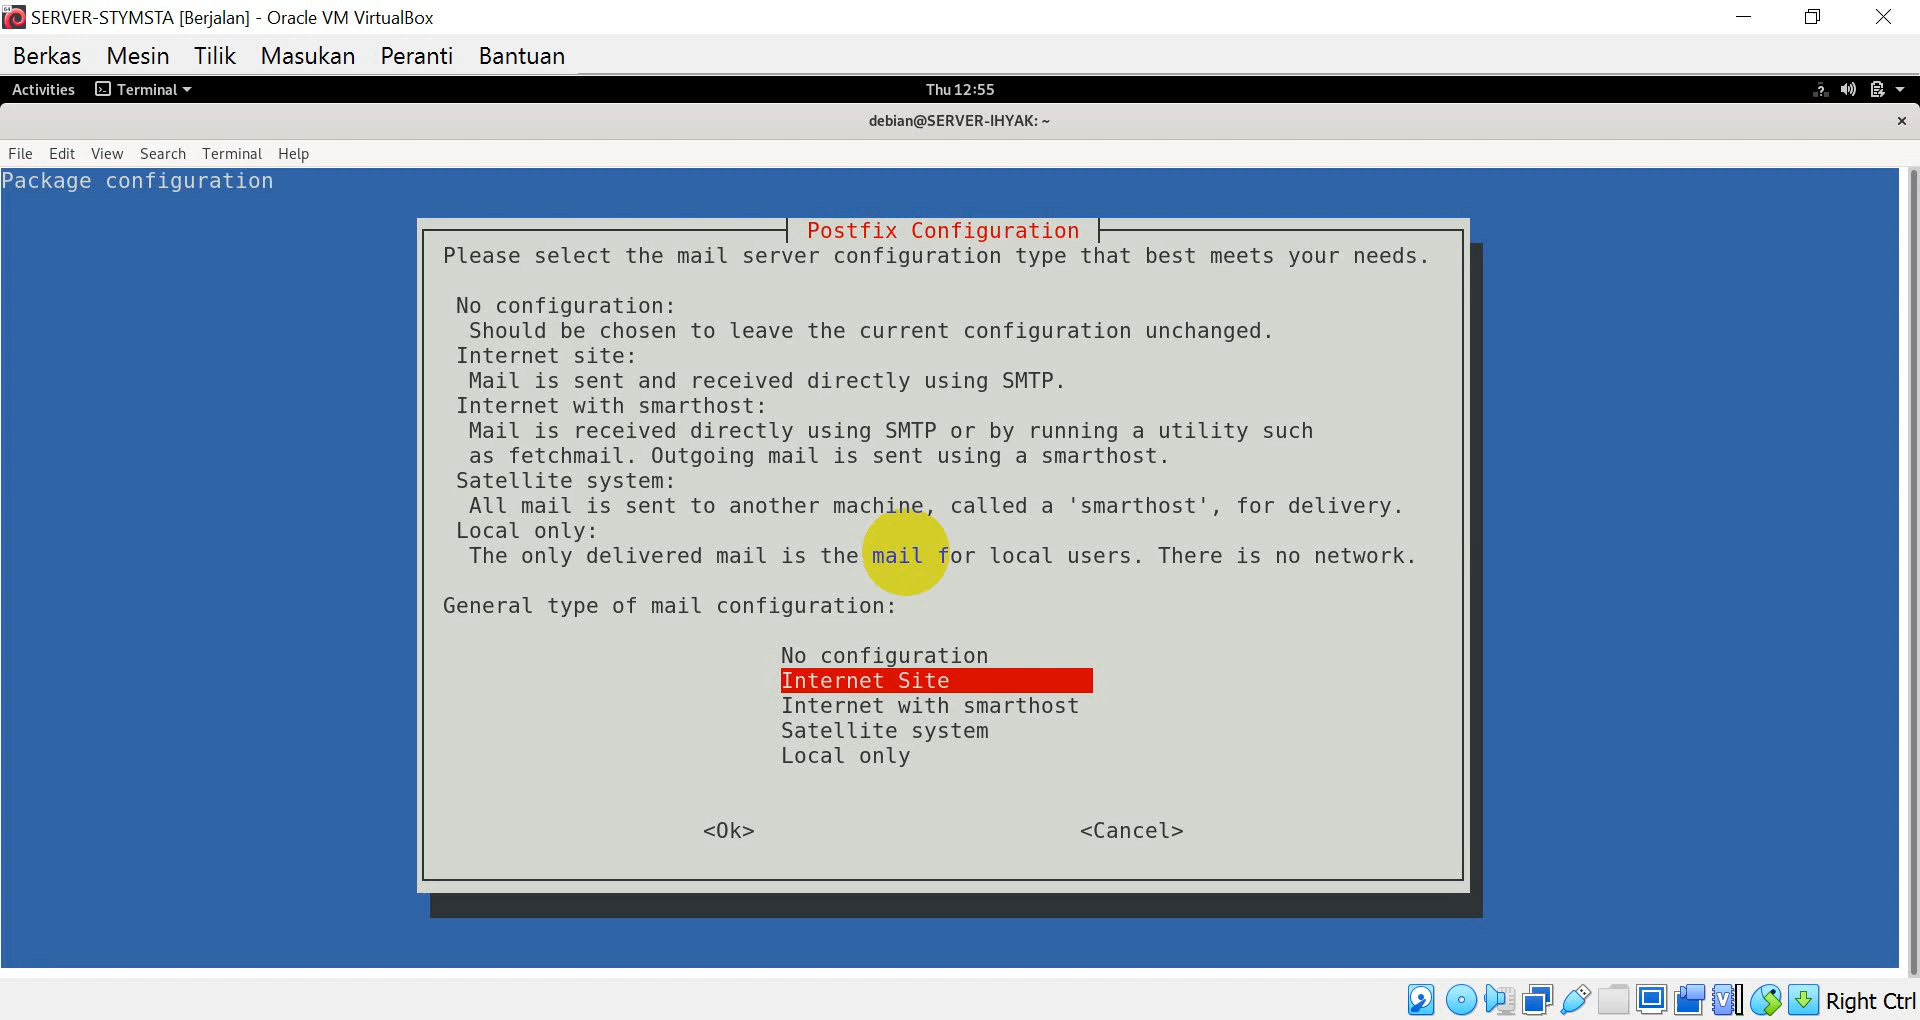 SERVER-STYMSTA [Berjalan] - Oracle VM VirtualBox
Berkas Mesin Tilik Masukan Peranti Bantuan
Activities Terminal Thu 12:55
debian@SERVER-IHYAK: ~
File Edit View Search Terminal Help
Package configuration
Postfix Configuration
Please select the mail server configuration type that best meets your needs.
No configuration:
Should be chosen to leave the current configuration unchanged.
Internet site:
Mail is sent and received directly using SMTP.
Internet with smarthost:
Mail is received directly using SMTP or by running a utility such
as fetchmail. Outgoing mail is sent using a smarthost.
Satellite system:
All mail is sent to another machine, called a 'smarthost', for delivery.
Local only:
The only delivered mail is the mail for local users. There is no network.
General type of mail configuration:
No configuration
Internet Site
Internet with smarthost
Satellite system
Local only
<Ok> <Cancel>
Right Ctrl